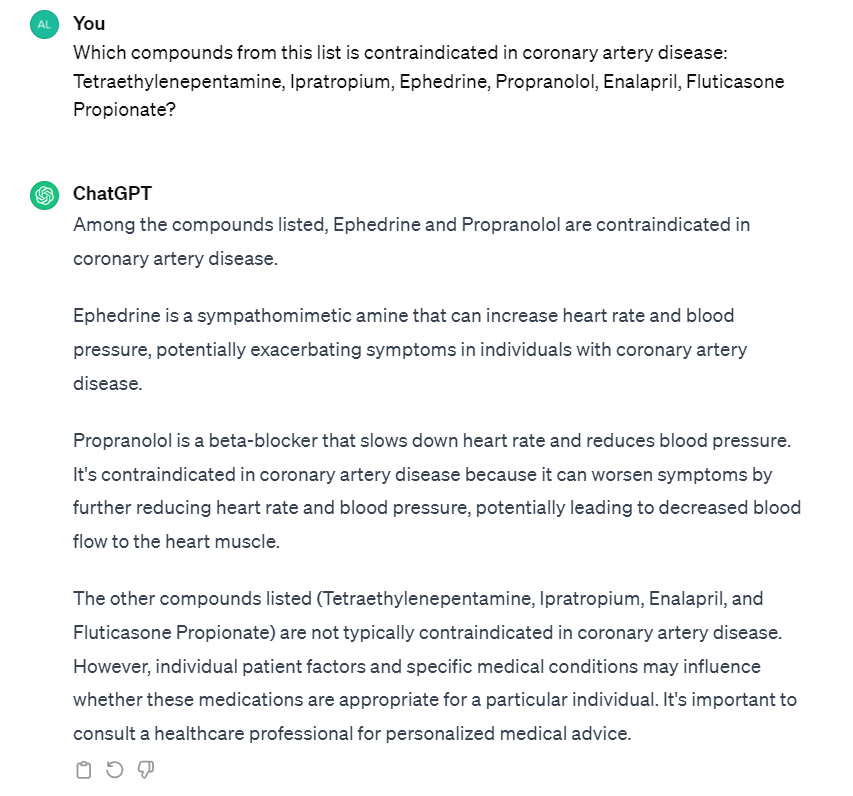 AL
You
Which compounds from this list is contraindicated in coronary artery disease:
Tetraethylenepentamine, Ipratropium, Ephedrine, Propranolol, Enalapril, Fluticasone
Propionate?
ChatGPT
Among the compounds listed, Ephedrine and Propranolol are contraindicated in
coronary artery disease.
Ephedrine is a sympathomimetic amine that can increase heart rate and blood
pressure, potentially exacerbating symptoms in individuals with coronary artery
disease.
Propranolol is a beta-blocker that slows down heart rate and reduces blood pressure.
It's contraindicated in coronary artery disease because it can worsen symptoms by
further reducing heart rate and blood pressure, potentially leading to decreased blood
flow to the heart muscle.
The other compounds listed (Tetraethylenepentamine, Ipratropium, Enalapril, and
Fluticasone Propionate) are not typically contraindicated in coronary artery disease.
However, individual patient factors and specific medical conditions may influence
whether these medications are appropriate for a particular individual. It's important to
consult a healthcare professional for personalized medical advice.